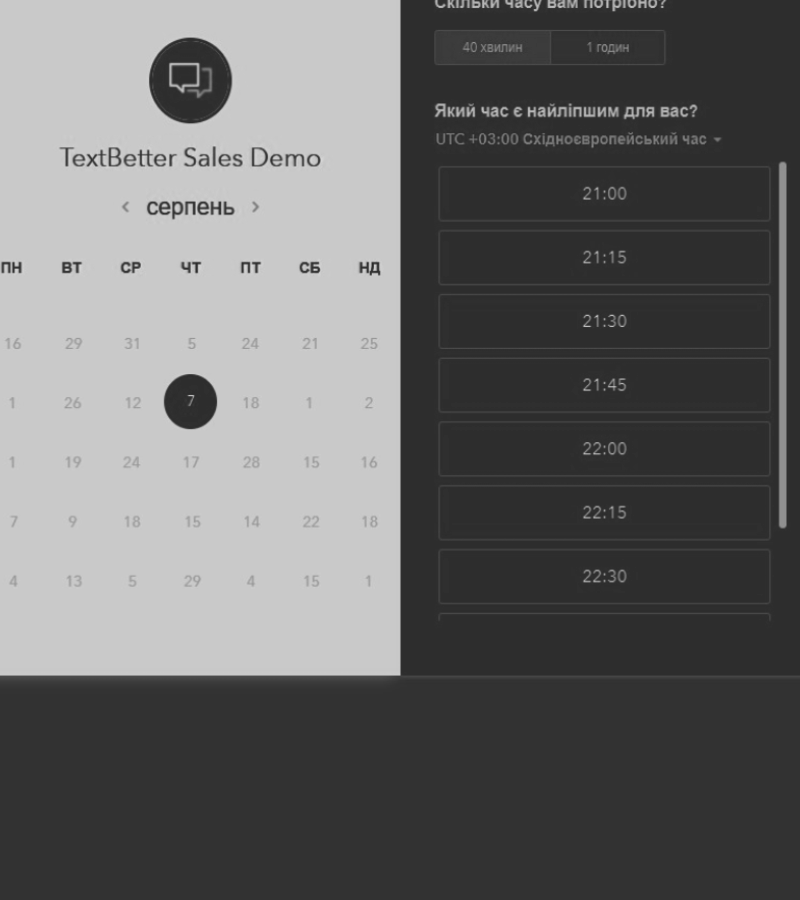 TextBetter Sales Demo
серпень
ПН ВТ СР ЧТ ПТ СБ НД
16 29 31 5 24 21 25
1 26 12 7 18 1 2
1 19 24 17 28 15 16
7 9 18 15 14 22 18
4 13 5 29 4 15 1
Скільки часу вам потрібно?
40 хвилин 1 годин
Який час є найліпшим для вас?
UTC +03:00 Східноєвропейський час
21:00
21:15
21:30
21:45
22:00
22:15
22:30